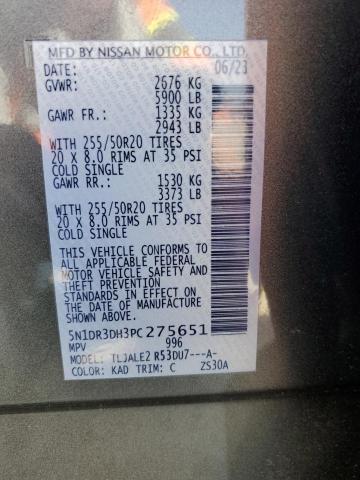 MFD BY NISSAN MOTOR CO., LTD.
DATE: 06/23
GVWR: 2676 KG
5900 LB
GAWR FR.: 1335 KG
2943 LB
WITH 255/50R20 TIRES
20 X 8.0 RIMS AT 35 PSI
COLD SINGLE
GAWR RR.: 1530 KG
3373 LB
WITH 255/50R20 TIRES
20 X 8.0 RIMS AT 35 PSI
COLD SINGLE
THIS VEHICLE CONFORMS TO
ALL APPLICABLE FEDERAL
MOTOR VEHICLE SAFETY
AND THEFT PREVENTION
STANDARDS IN EFFECT ON
THE DATE OF MANUFACTURE
SHOWN ABOVE.
5N1DR3DH3PC275651
MPV 996
MODEL: TLJALE2 R53DU7---A-
COLOR: KAD TRIM: C ZS30A